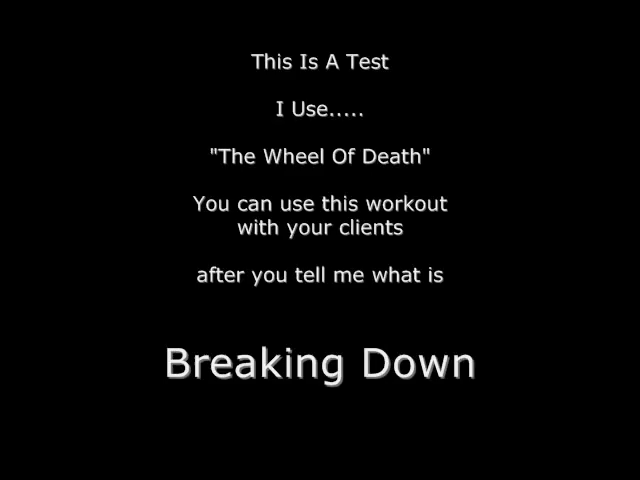 This Is A Test
I Use.....
"The Wheel Of Death"
You can use this workout
with your clients
after you tell me what is
Breaking Down